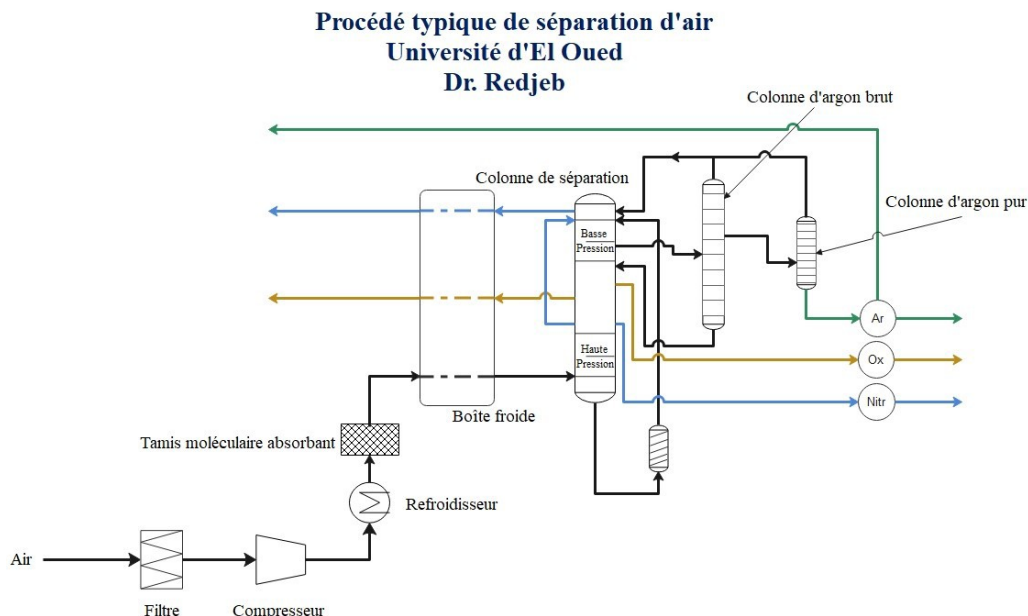 Procédé typique de séparation d'air
Université d'El Oued
Dr. Redjeb
Colonne d'argon brut
Colonne de séparation
Colonne d'argon pur
Basse
Pression
Haute
Pression
Ar
Ox
Nitr
Boîte froide
Tamis moléculaire absorbant
Refroidisseur
Air
Filtre
Compresseur